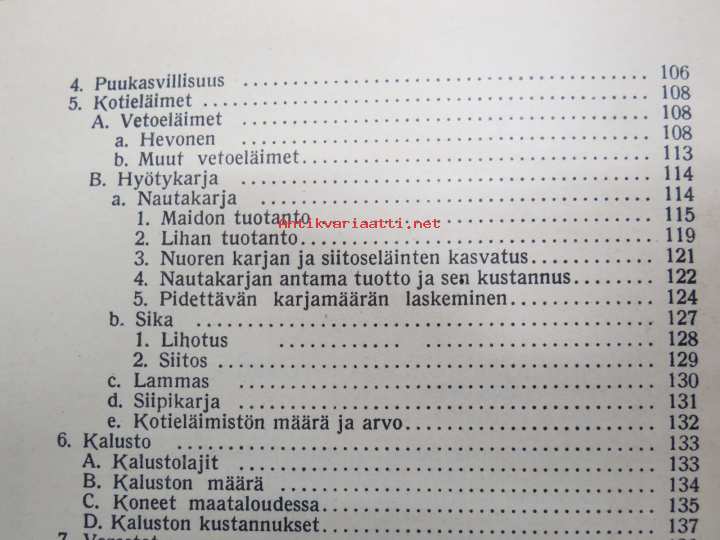 4. Puukasvillisuus ........................................ 106
5. Kotieläimet ............................................ 108
A. Vetoeläimet ........................................ 108
a. Hevonen ........................................ 108
b. Muut vetoeläimet................................ 113
B. Hyötykarja ........................................ 114
a. Nautakarja ..................................... 114
1. Maidon tuotanto ............................. 115
Antikvariaatti.net
2. Lihan tuotanto............................... 119
3. Nuoren karjan ja siitoseläinten kasvatus............ 121
4. Nautakarjan antama tuotto ja sen kustannus........ 122
5. Pidettävän karjamäärän laskeminen.............. 124
b. Sika ........................................... 127
1. Lihotus ............................. 128
2. Siitos ........................................ 129
c. Lammas ........................................ 130
d. Siipikarja ..................................... 131
e. Kotieläimistön määrä ja arvo........................ 132
6. Kalusto ............................................... 133
A. Kalustolajit ....................................... 133
B. Kaluston määrä .................................... 134
C. Koneet maataloudessa ............................... 135
D. Kaluston kustannukset............................... 137